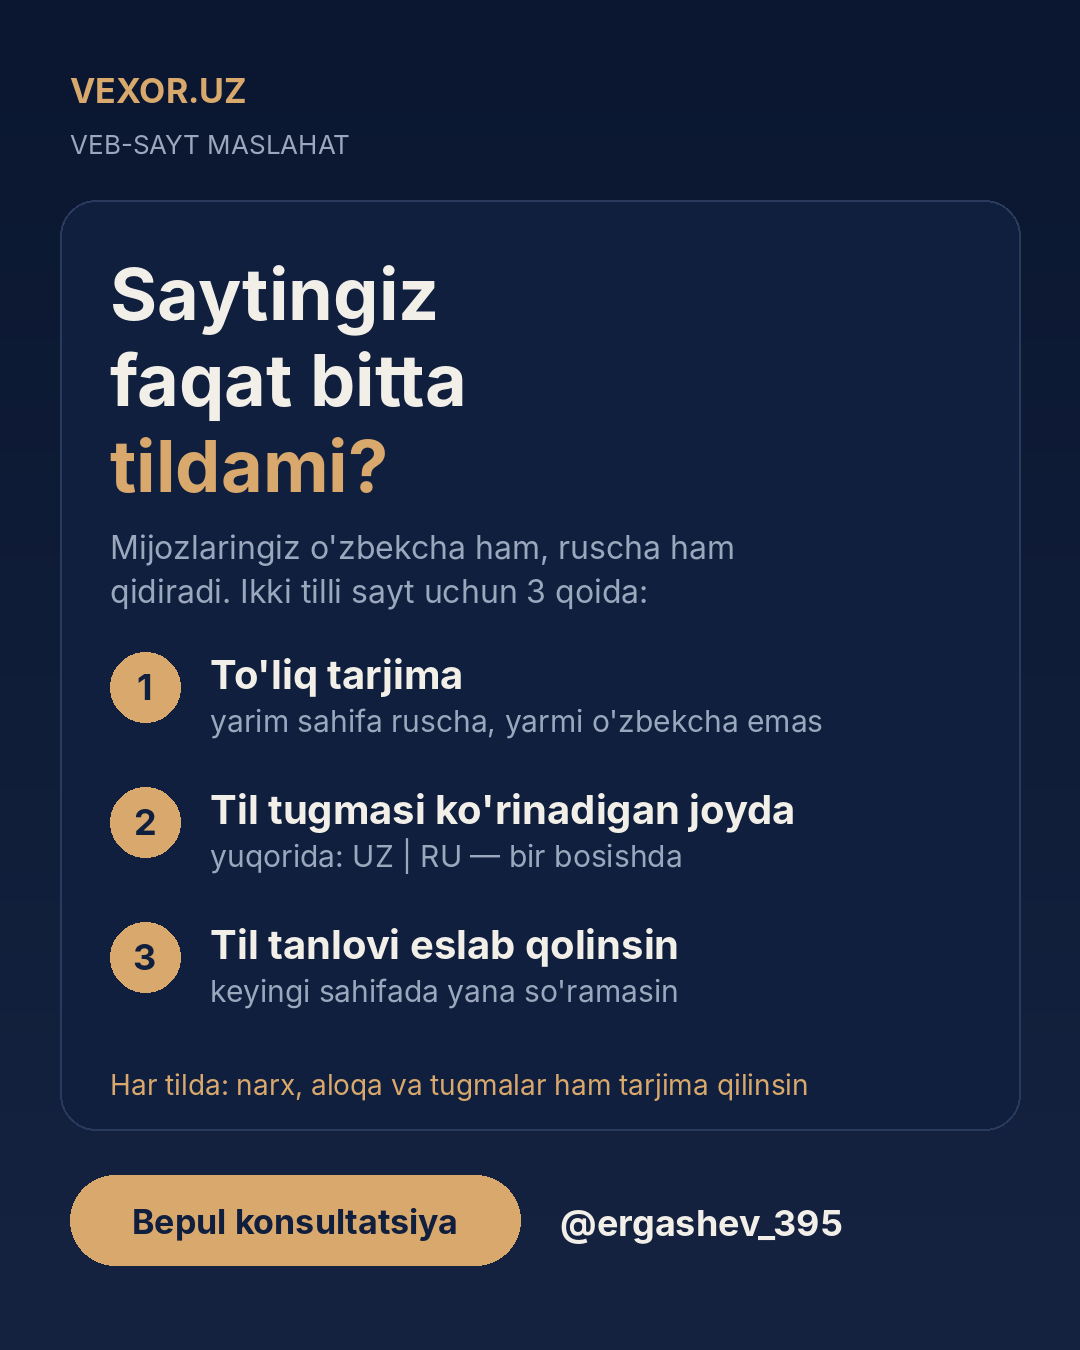 VEXOR.UZ
VEB-SAYT MASLAHAT
Saytingiz
faqat bitta
tildami?
Mijozlaringiz o'zbekcha ham, ruscha ham
qidiradi. Ikki tilli sayt uchun 3 qoida:
1
To'liq tarjima
yarim sahifa ruscha, yarmi o'zbekcha emas
2
Til tugmasi ko'rinadigan joyda
yuqorida: UZ | RU — bir bosishda
3
Til tanlovi eslab qolinsin
keyingi sahifada yana so'ramasin
Har tilda: narx, aloqa va tugmalar ham tarjima qilinsin
Bepul konsultatsiya
@ergashev_395